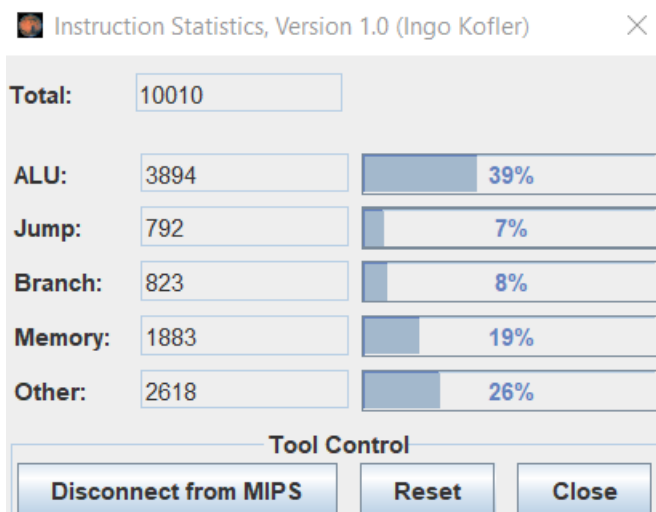 Instruction Statistics, Version 1.0 (Ingo Kofler)
Total: 10010
ALU: 3894 39%
Jump: 792 7%
Branch: 823 8%
Memory: 1883 19%
Other: 2618 26%
Tool Control
Disconnect from MIPS Reset Close